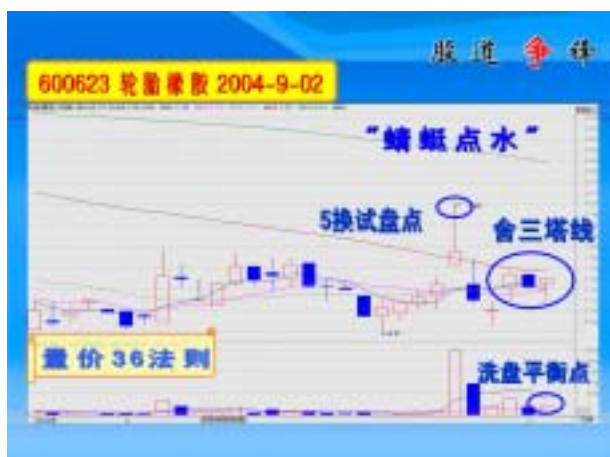 股道争锋
600623 轮胎橡胶 2004-9-02
"蜻蜓点水"
5换试盘点
舍三塔线
量价36法则
洗盘平衡点